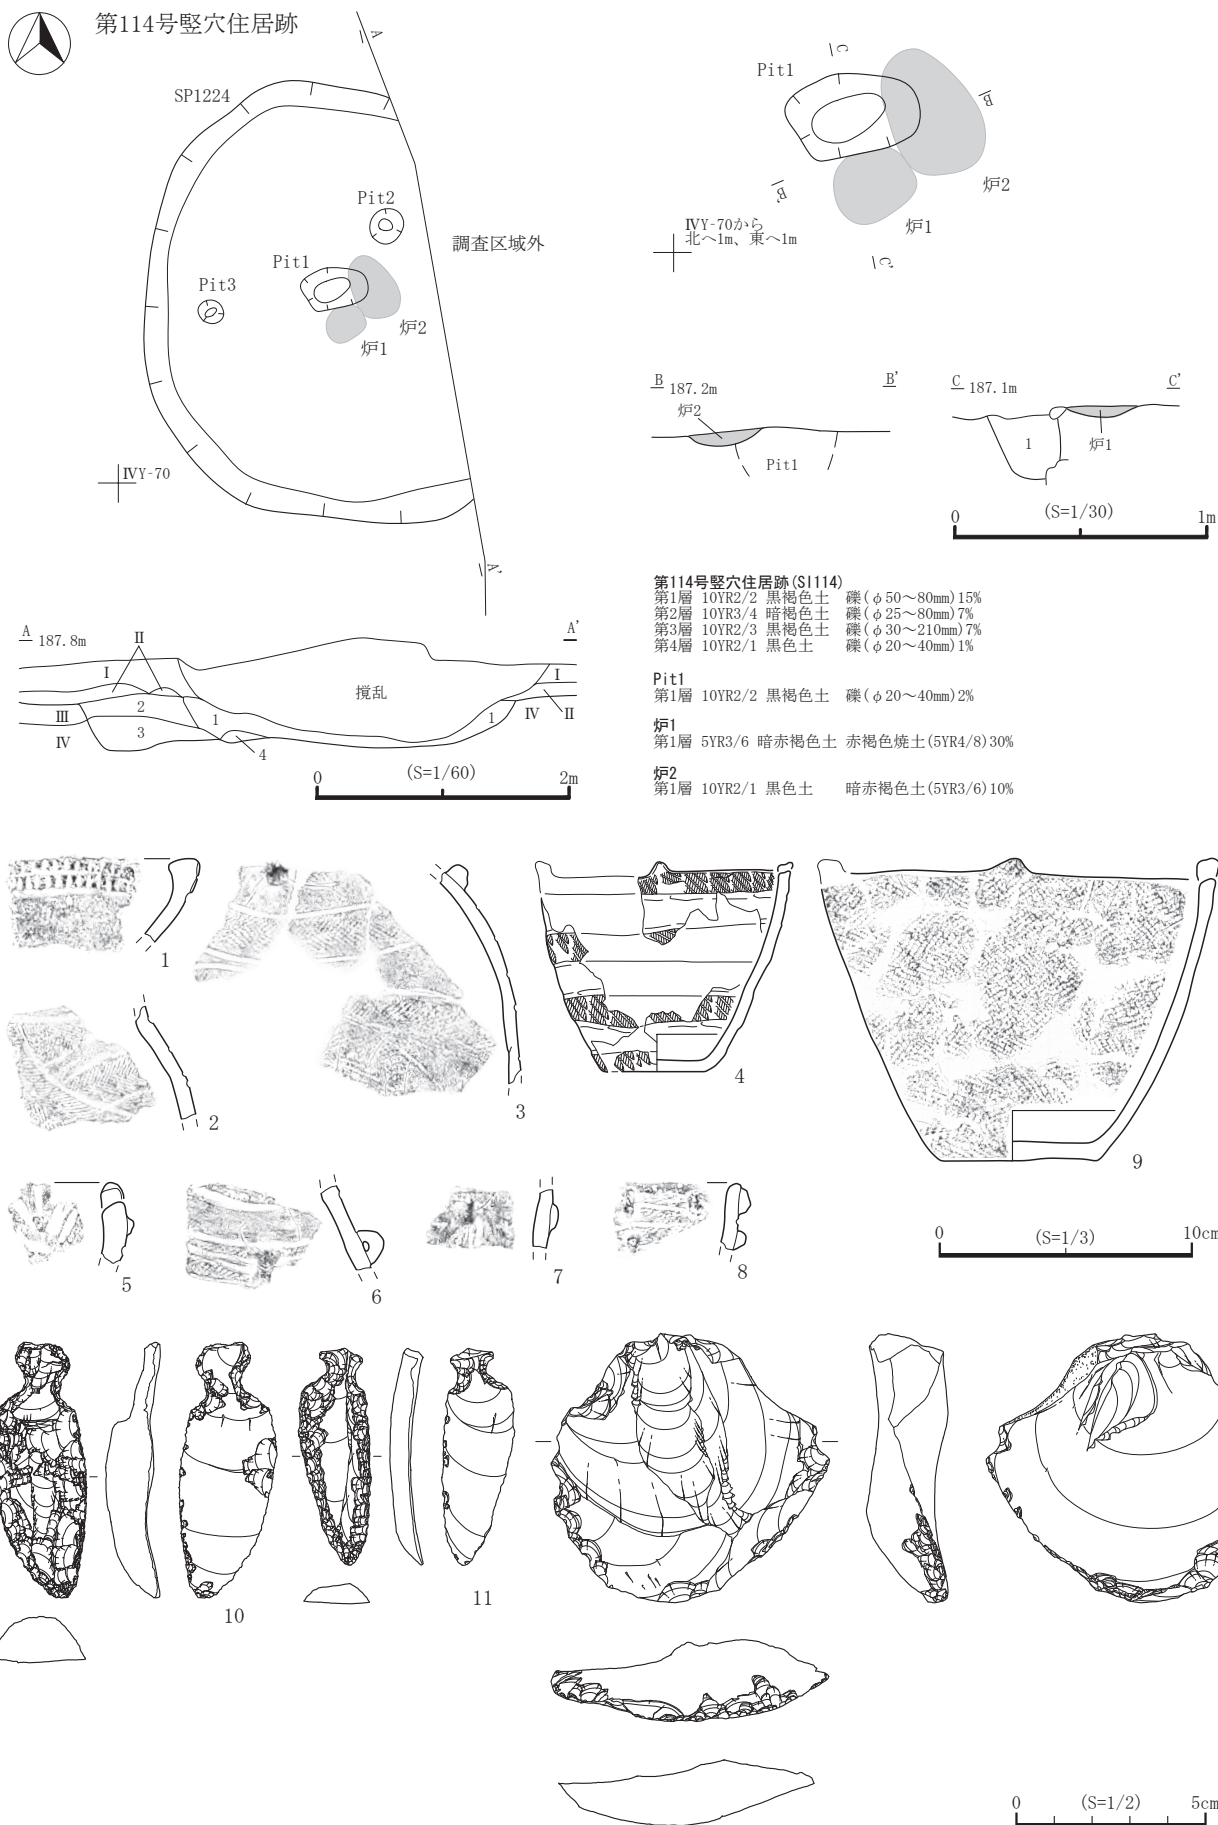 第114号竪穴住居跡
A
SP1224
Pit2
調査区域外
Pit1
Pit3
炉2
炉1
ⅣY-70
A'
C
Pit1
B
炉2
B'
炉1
ⅣY-70から
北へ1m、東へ1m
C'
B 187.2m B'
炉2
Pit1
C 187.1m C'
1
炉1
0 (S=1/30) 1m
A 187.8m A'
Ⅱ
Ⅰ
撹乱
Ⅰ
2
Ⅲ
1
1
Ⅳ
Ⅱ
Ⅳ
3
4
0 (S=1/60) 2m
第114号竪穴住居跡(SI114)
第1層 10YR2/2 黒褐色土 礫(φ50～80mm)15%
第2層 10YR3/4 暗褐色土 礫(φ25～80mm)7%
第3層 10YR2/3 黒褐色土 礫(φ30～210mm)7%
第4層 10YR2/1 黒色土 礫(φ20～40mm)1%
Pit1
第1層 10YR2/2 黒褐色土 礫(φ20～40mm)2%
炉1
第1層 5YR3/6 暗赤褐色土 赤褐色焼土(5YR4/8)30%
炉2
第1層 10YR2/1 黒色土 暗赤褐色土(5YR3/6)10%
1
2
3
4
9
5
6
7
8
0 (S=1/3) 10cm
10
11
0 (S=1/2) 5cm